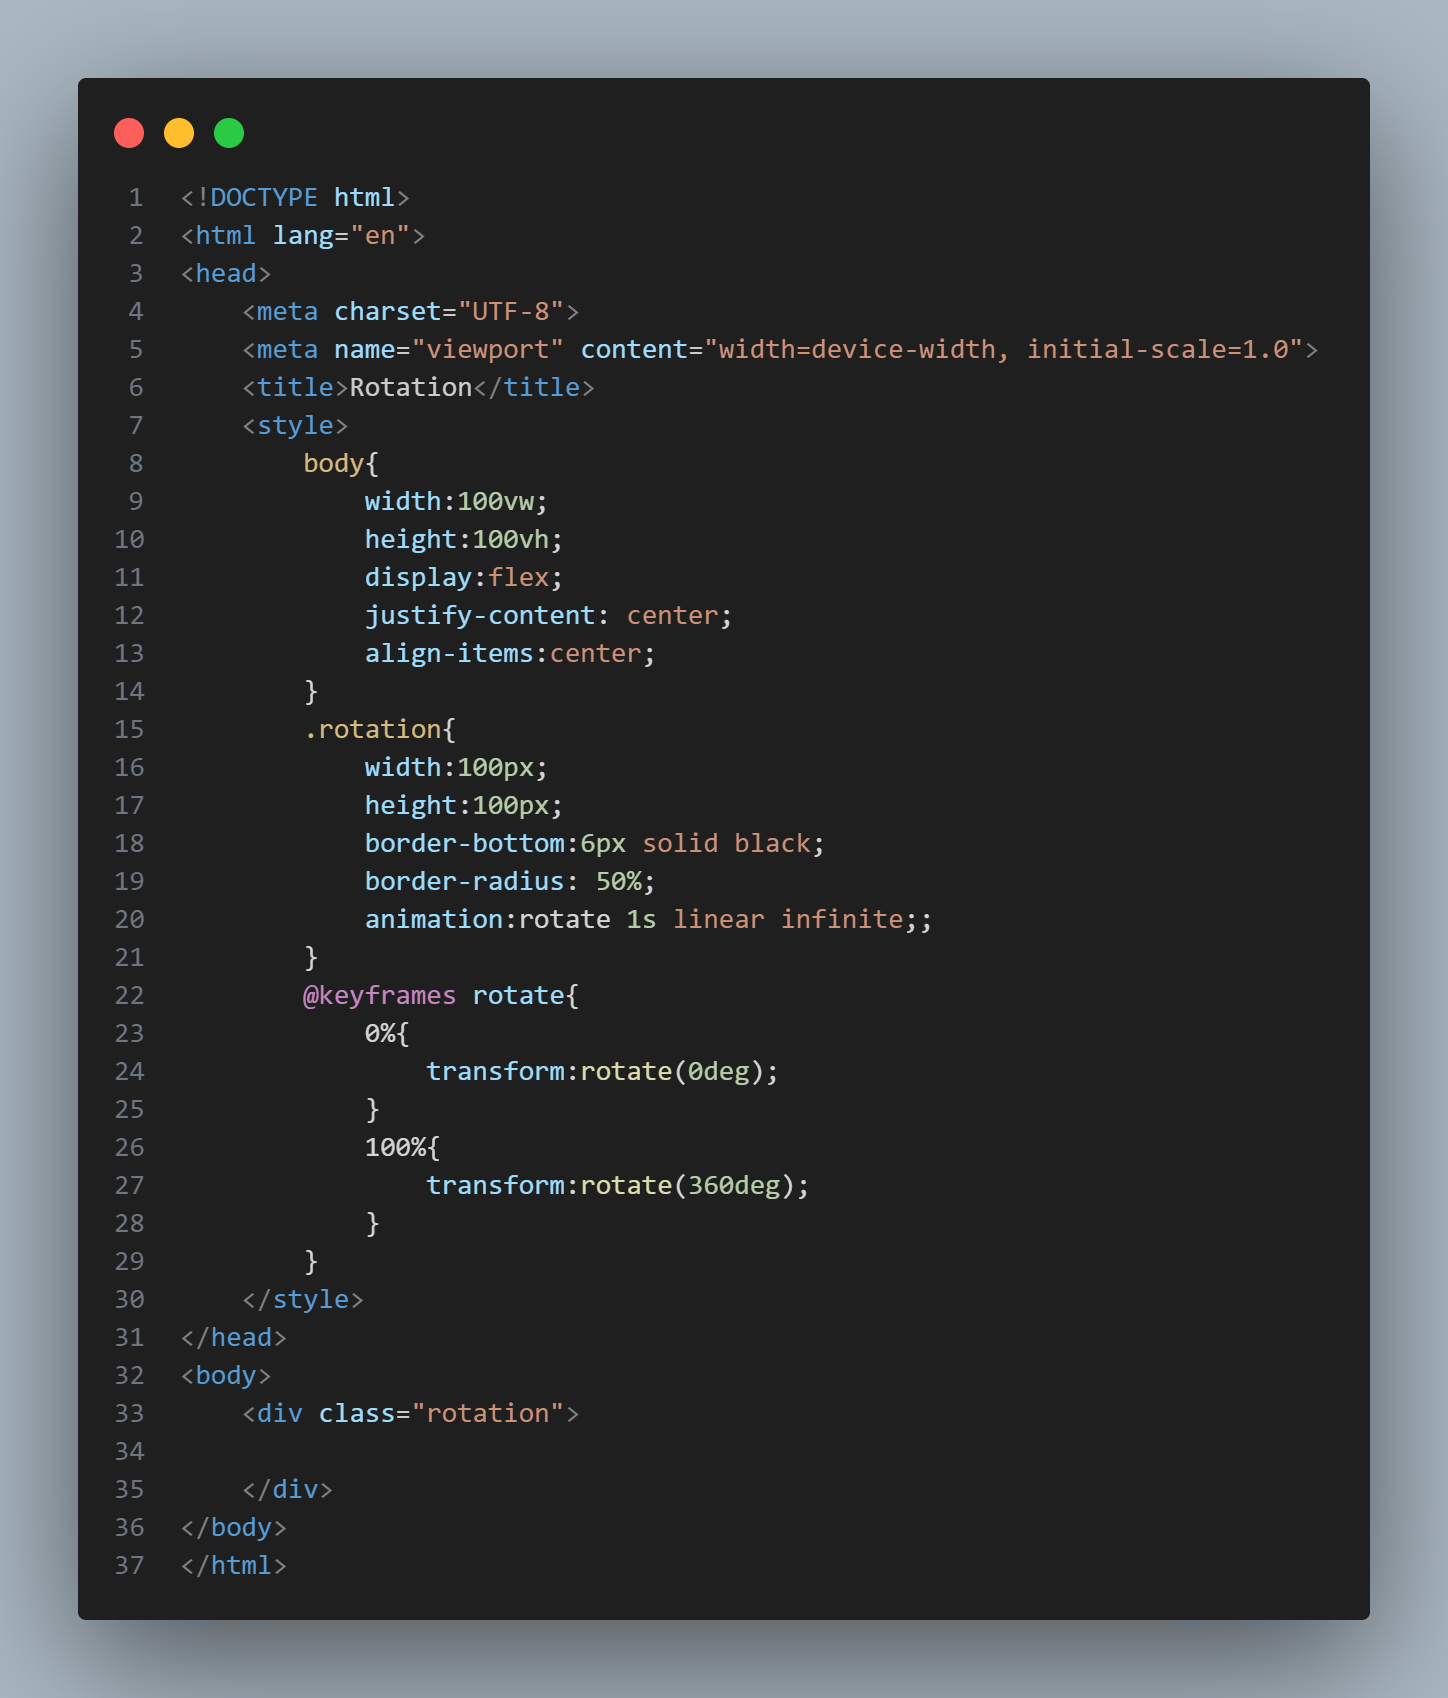 1 <!DOCTYPE html>
2 <html lang="en">
3 <head>
4     <meta charset="UTF-8">
5     <meta name="viewport" content="width=device-width, initial-scale=1.0">
6     <title>Rotation</title>
7     <style>
8         body{
9             width:100vw;
10             height:100vh;
11             display:flex;
12             justify-content: center;
13             align-items:center;
14         }
15         .rotation{
16             width:100px;
17             height:100px;
18             border-bottom:6px solid black;
19             border-radius: 50%;
20             animation:rotate 1s linear infinite;;
21         }
22         @keyframes rotate{
23             0%{
24                 transform:rotate(0deg);
25             }
26             100%{
27                 transform:rotate(360deg);
28             }
29         }
30     </style>
31 </head>
32 <body>
33     <div class="rotation">
34
35     </div>
36 </body>
37 </html>